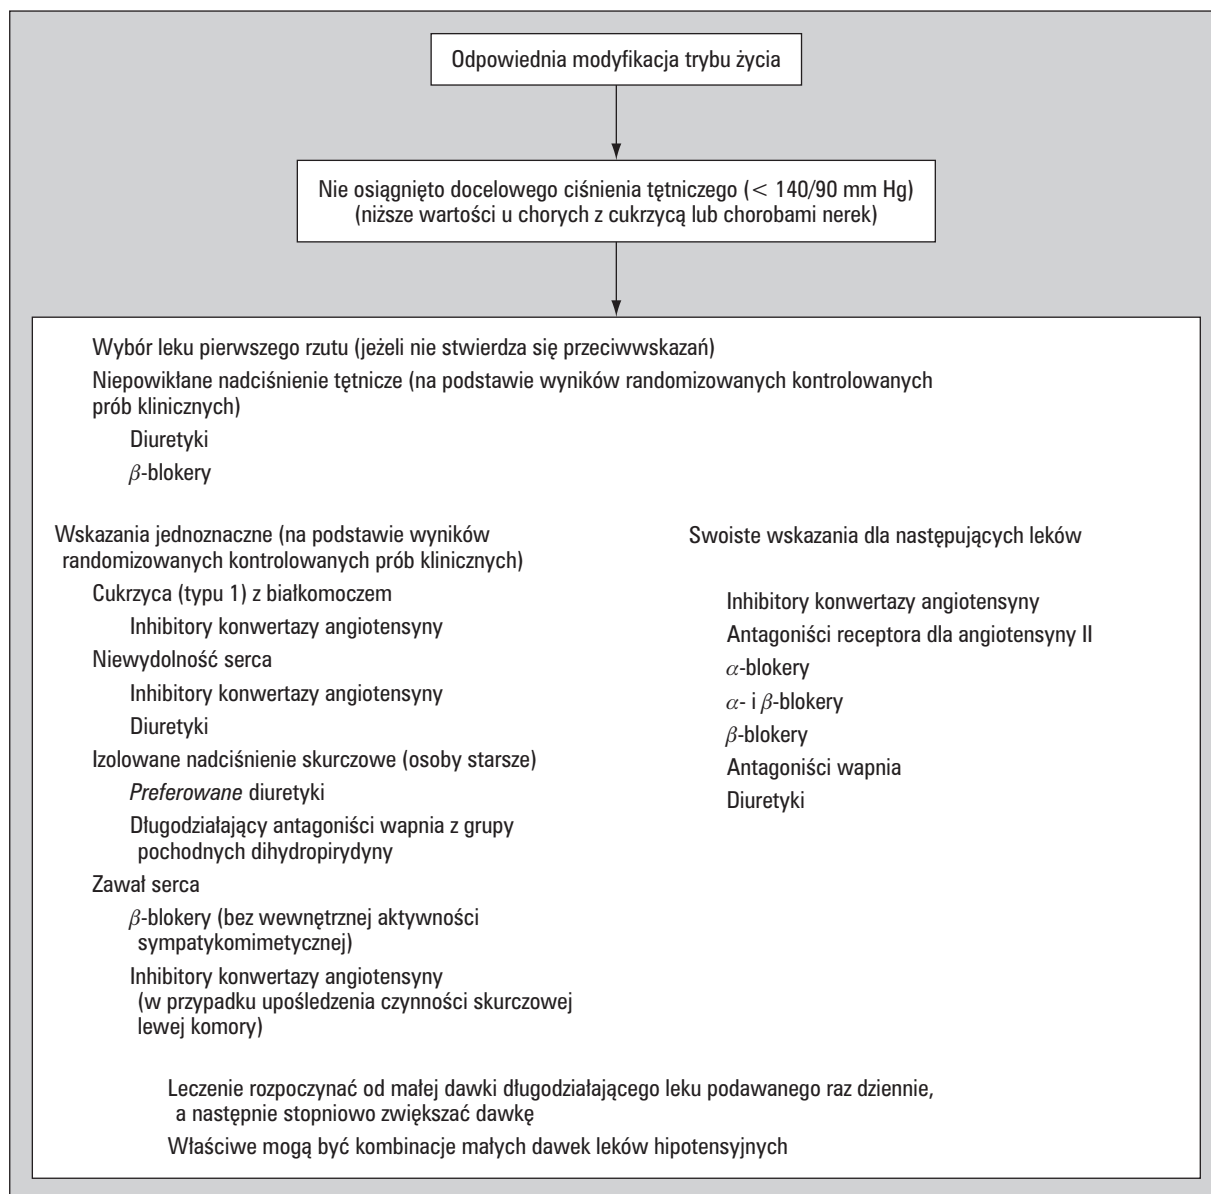 Odpowiednia modyfikacja trybu życia
Nie osiągnięto docelowego ciśnienia tętniczego (< 140/90 mm Hg)
(niższe wartości u chorych z cukrzycą lub chorobami nerek)
Wybór leku pierwszego rzutu (jeżeli nie stwierdza się przeciwwskazań)
Niepowikłane nadciśnienie tętnicze (na podstawie wyników randomizowanych kontrolowanych
prób klinicznych)
Diuretyki
β-blokery
Wskazania jednoznaczne (na podstawie wyników
randomizowanych kontrolowanych prób klinicznych)
Cukrzyca (typu 1) z białkomoczem
Inhibitory konwertazy angiotensyny
Niewydolność serca
Inhibitory konwertazy angiotensyny
Diuretyki
Izolowane nadciśnienie skurczowe (osoby starsze)
Preferowane diuretyki
Długodziałający antagoniści wapnia z grupy
pochodnych dihydropirydyny
Zawał serca
β-blokery (bez wewnętrznej aktywności
sympatykomimetycznej)
Inhibitory konwertazy angiotensyny
(w przypadku upośledzenia czynności skurczowej
lewej komory)
Swoiste wskazania dla następujących leków
Inhibitory konwertazy angiotensyny
Antagoniści receptora dla angiotensyny II
α-blokery
α- i β-blokery
β-blokery
Antagoniści wapnia
Diuretyki
Leczenie rozpoczynać od małej dawki długodziałającego leku podawanego raz dziennie,
a następnie stopniowo zwiększać dawkę
Właściwe mogą być kombinacje małych dawek leków hipotensyjnych